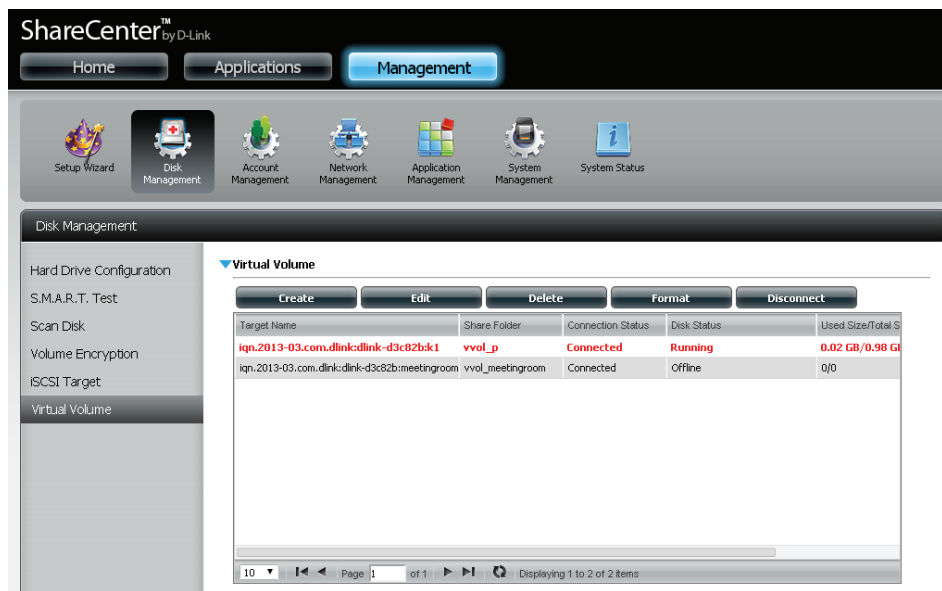 ShareCenter™ by D-Link
Home Applications Management
Setup Wizard Disk Management Account Management Network Management Application Management System Management System Status
Disk Management
Hard Drive Configuration
S.M.A.R.T. Test
Scan Disk
Volume Encryption
iSCSI Target
Virtual Volume
Virtual Volume
Create Edit Delete Format Disconnect
Target Name Share Folder Connection Status Disk Status Used Size/Total S
iqn.2013-03.com.dlink:dlink-d3c82b:k1 vvol_p Connected Running 0.02 GB/0.98 G
iqn.2013-03.com.dlink:dlink-d3c82b:meetingroom vvol_meetingroom Connected Offline 0/0
10 Page 1 of 1 Displaying 1 to 2 of 2 items